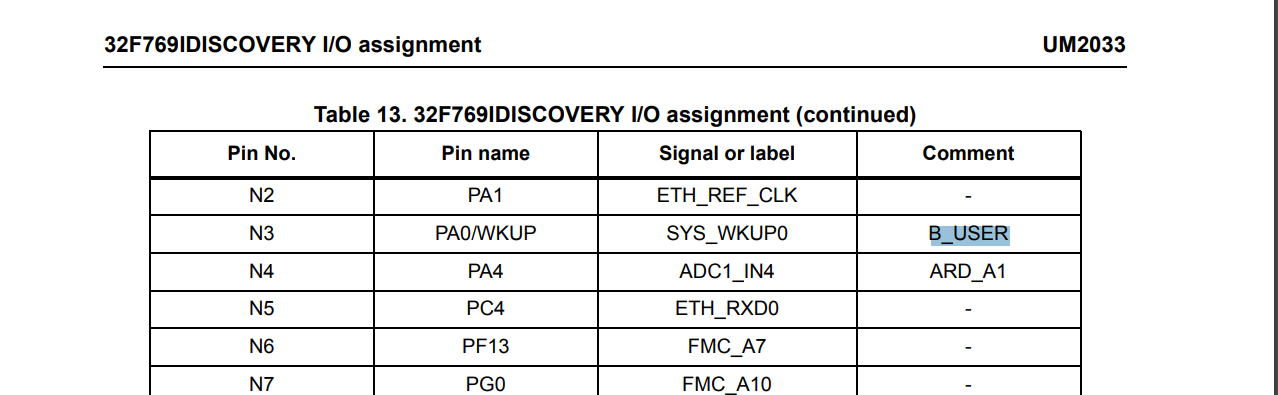 32F769IDISCOVERY I/O assignment UM2033
Table 13. 32F769IDISCOVERY I/O assignment (continued)
Pin No. Pin name Signal or label Comment
N2 PA1 ETH_REF_CLK -
N3 PA0/WKUP SYS_WKUP0 B_USER
N4 PA4 ADC1_IN4 ARD_A1
N5 PC4 ETH_RXD0 -
N6 PF13 FMC_A7 -
N7 PG0 FMC_A10 -